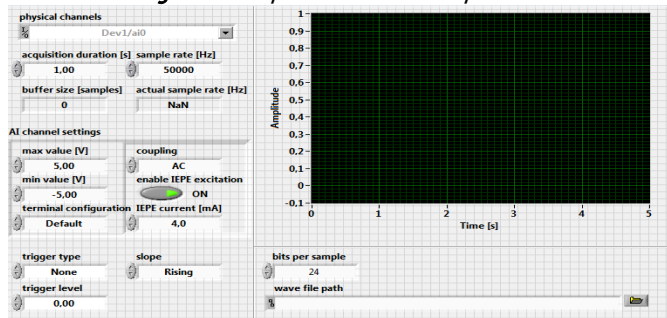 physical channels
Dev1/ai0
acquisition duration [s] sample rate [Hz]
1,00 50000
buffer size [samples] actual sample rate [Hz]
0 NaN
AI channel settings
max value [V] coupling
5,00 AC
min value [V] enable IEPE excitation
-5,00 ON
terminal configuration IEPE current [mA]
Default 4,0
trigger type slope
None Rising
trigger level
0,00
1
0,9
0,8
0,7
0,6
0,5
0,4
0,3
0,2
0,1
0
-0,1
Amplitude
0 1 2 3 4 5
Time [s]
bits per sample
24
wave file path